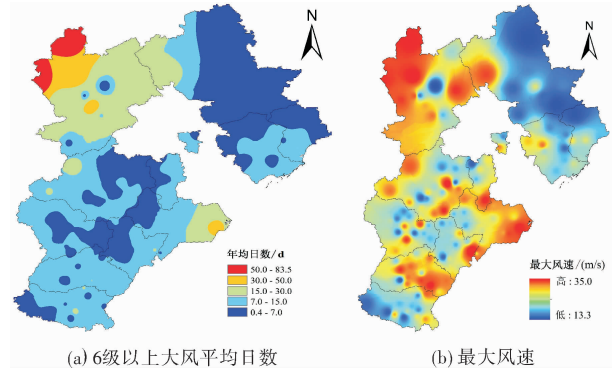 N
年均日数/d
50.0 - 83.5
30.0 - 50.0
15.0 - 30.0
7.0 - 15.0
0.4 - 7.0
(a) 6级以上大风平均日数
N
最大风速/(m/s)
高 : 35.0
低 : 13.3
(b) 最大风速